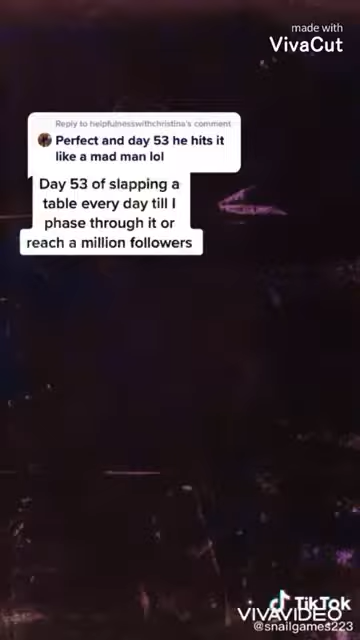 made with
VivaCut
Reply to helpfulnesswithchristina's comment
Perfect and day 53 he hits it
like a mad man lol
Day 53 of slapping a
table every day till I
phase through it or
reach a million followers
TikTok
VIVAVIDEO
@snailgames223